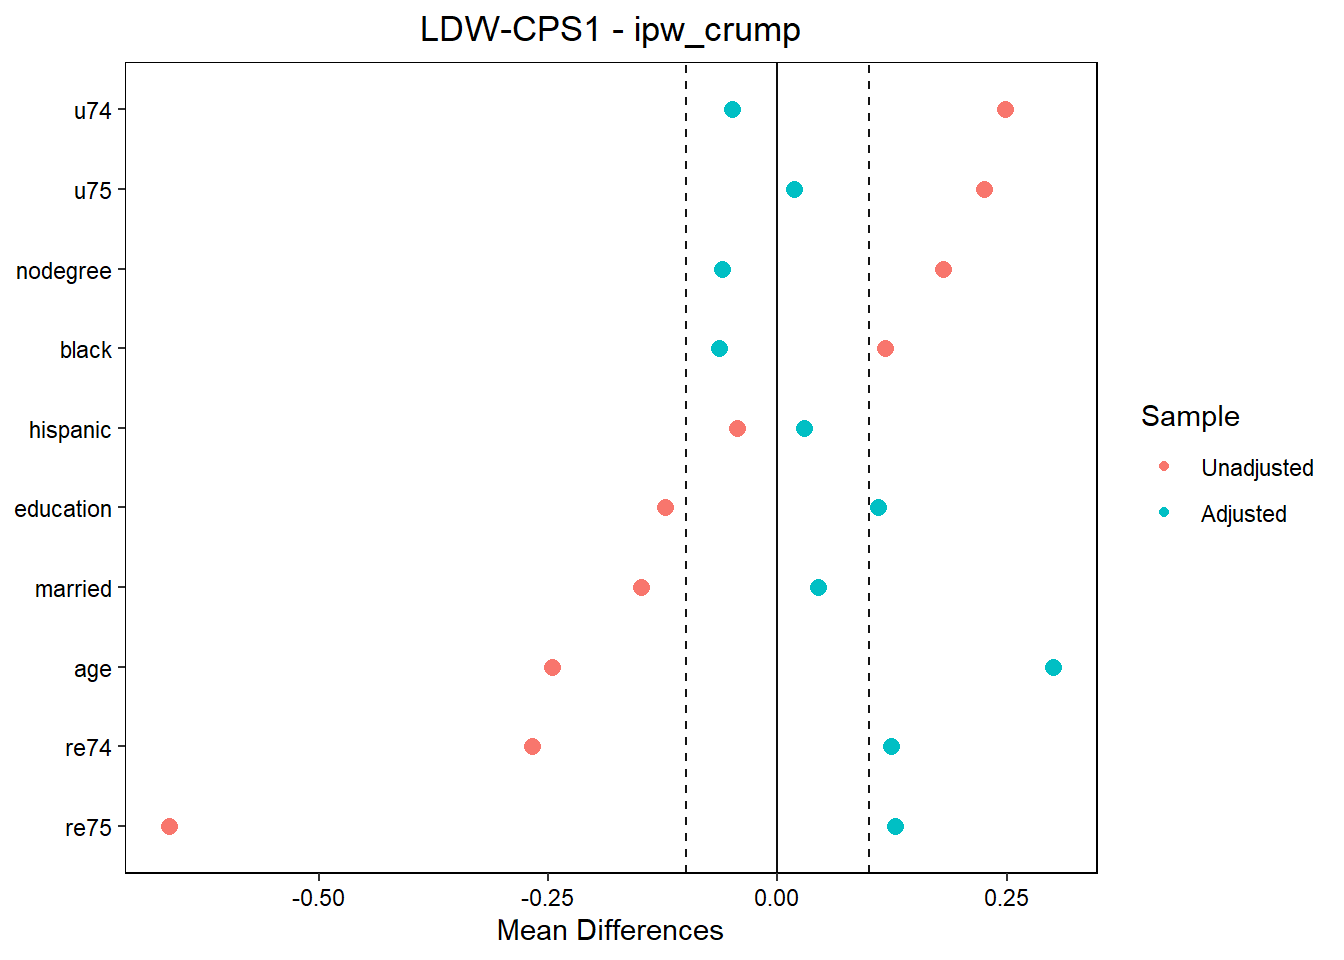 LDW-CPS1 - ipw_crump
u74
u75
nodegree
black
hispanic
education
married
age
re74
re75
-0.50 -0.25 0.00 0.25
Mean Differences
Sample
Unadjusted
Adjusted